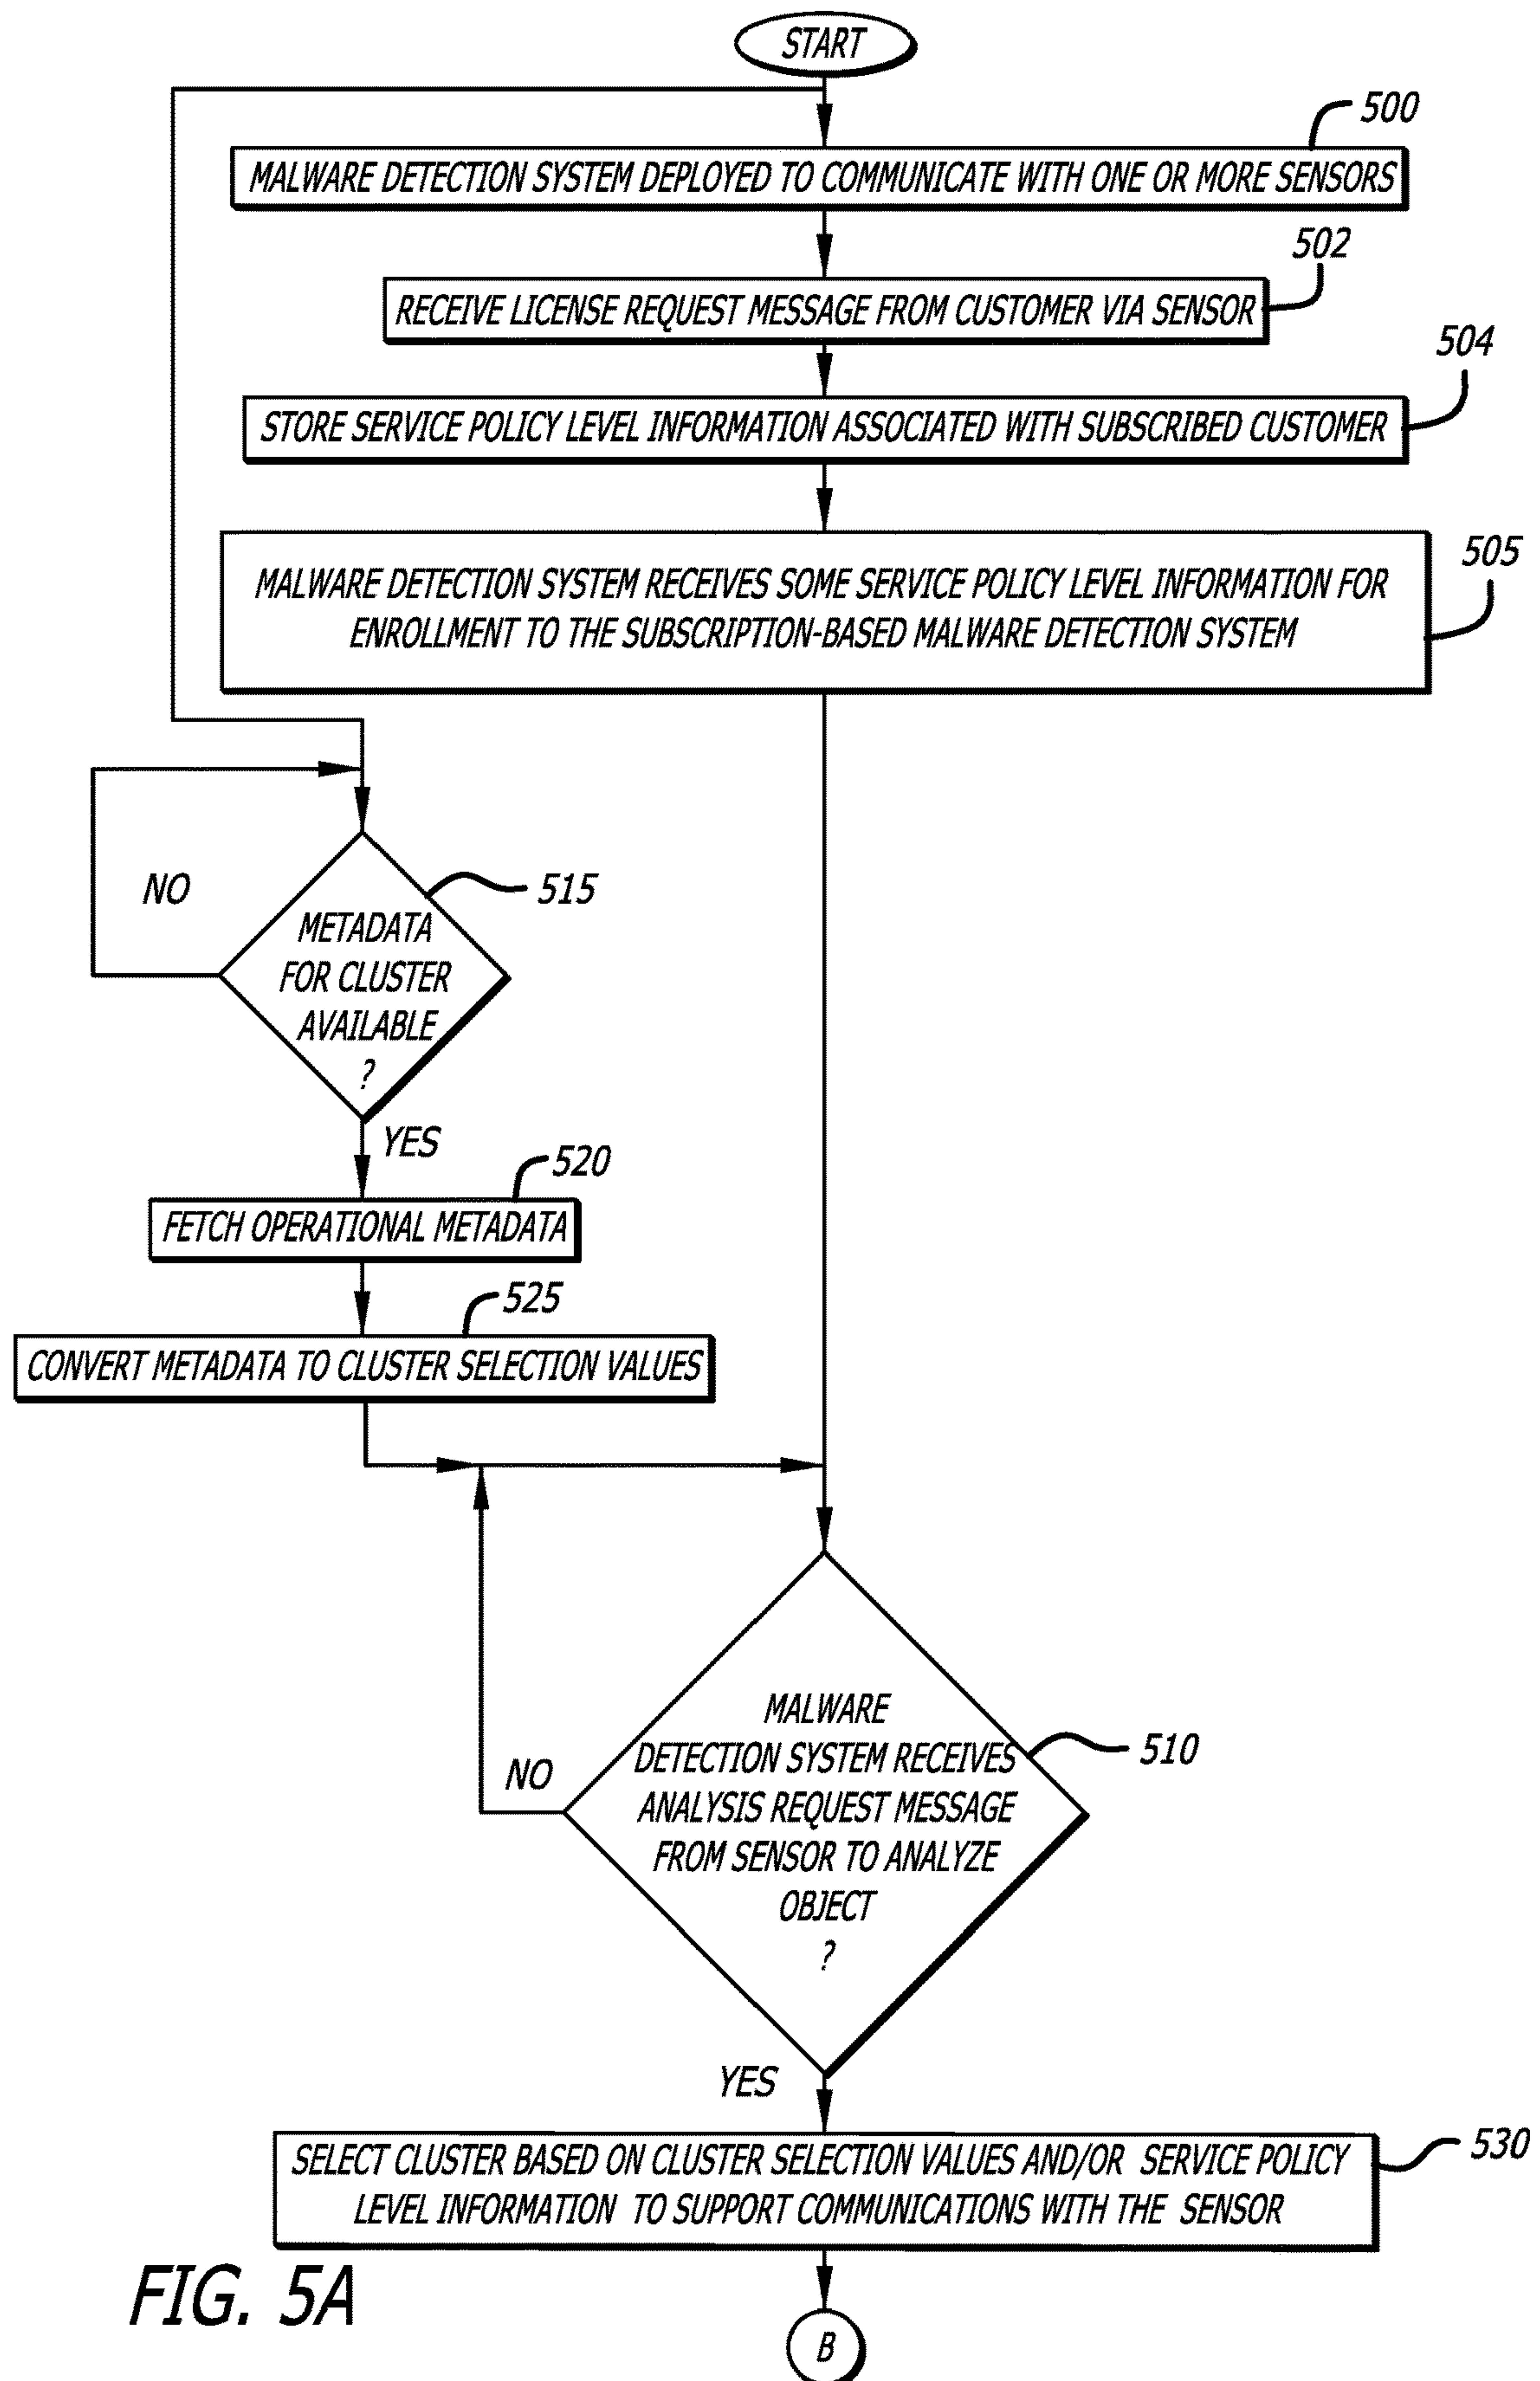 START
500
MALWARE DETECTION SYSTEM DEPLOYED TO COMMUNICATE WITH ONE OR MORE SENSORS
502
RECEIVE LICENSE REQUEST MESSAGE FROM CUSTOMER VIA SENSOR
504
STORE SERVICE POLICY LEVEL INFORMATION ASSOCIATED WITH SUBSCRIBED CUSTOMER
505
MALWARE DETECTION SYSTEM RECEIVES SOME SERVICE POLICY LEVEL INFORMATION FOR
ENROLLMENT TO THE SUBSCRIPTION-BASED MALWARE DETECTION SYSTEM
NO
515
METADATA
FOR CLUSTER
AVAILABLE
?
YES
520
FETCH OPERATIONAL METADATA
525
CONVERT METADATA TO CLUSTER SELECTION VALUES
NO
510
MALWARE
DETECTION SYSTEM RECEIVES
ANALYSIS REQUEST MESSAGE
FROM SENSOR TO ANALYZE
OBJECT
?
YES
530
SELECT CLUSTER BASED ON CLUSTER SELECTION VALUES AND/OR SERVICE POLICY
LEVEL INFORMATION TO SUPPORT COMMUNICATIONS WITH THE SENSOR
FIG. 5A
B